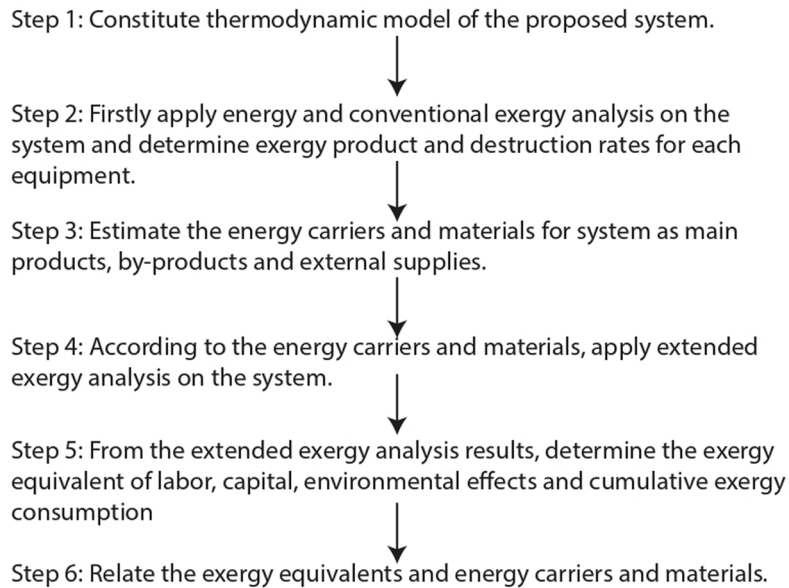 Step 1: Constitute thermodynamic model of the proposed system.
Step 2: Firstly apply energy and conventional exergy analysis on the
system and determine exergy product and destruction rates for each
equipment.
Step 3: Estimate the energy carriers and materials for system as main
products, by-products and external supplies.
Step 4: According to the energy carriers and materials, apply extended
exergy analysis on the system.
Step 5: From the extended exergy analysis results, determine the exergy
equivalent of labor, capital, environmental effects and cumulative exergy
consumption
Step 6: Relate the exergy equivalents and energy carriers and materials.